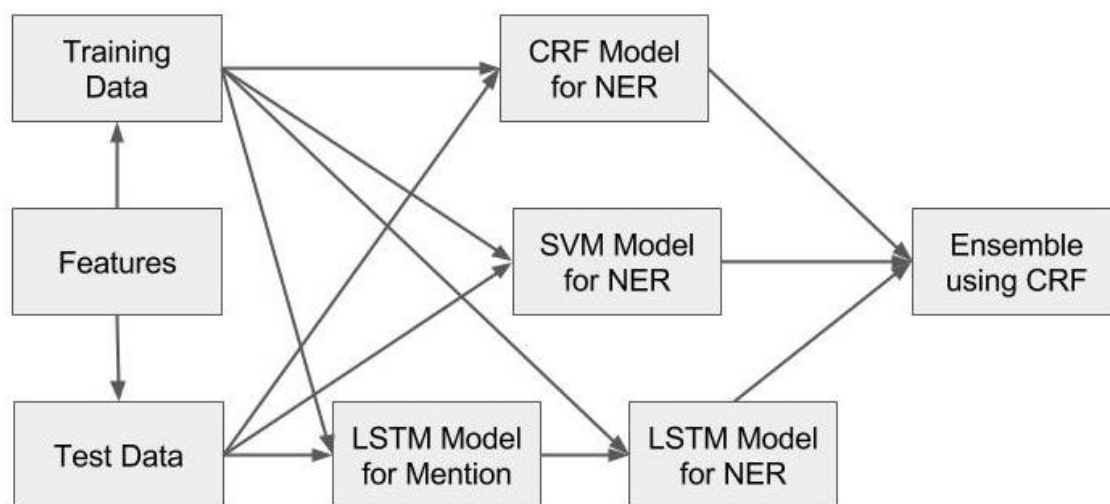 Training
Data
CRF Model
for NER
Features
SVM Model
for NER
Ensemble
using CRF
Test Data
LSTM Model
for Mention
LSTM Model
for NER